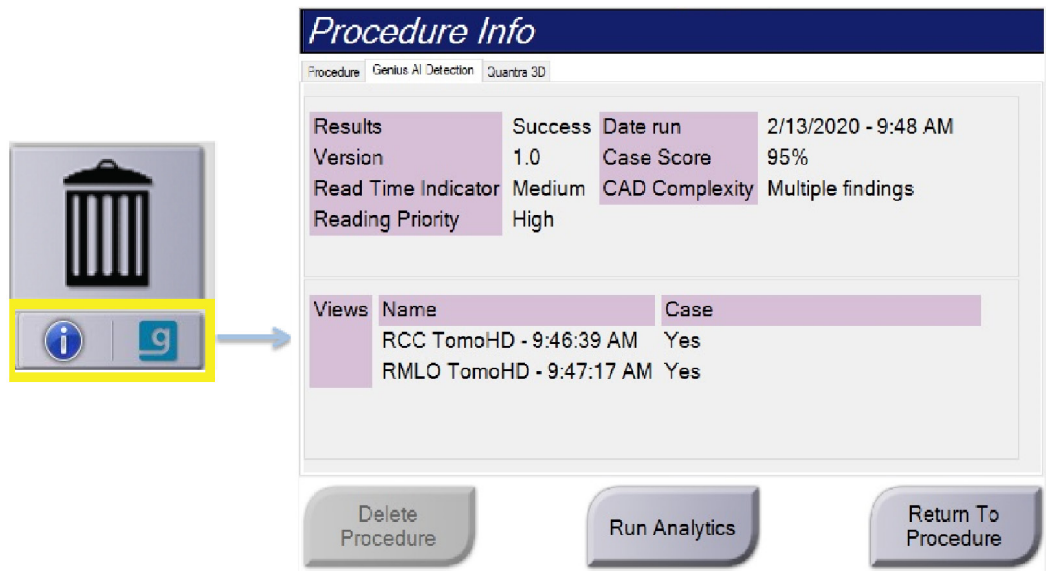 Procedure Info
Procedure Genius AI Detection Quantra 3D
Results Success Date run 2/13/2020 - 9:48 AM
Version 1.0 Case Score 95%
Read Time Indicator Medium CAD Complexity Multiple findings
Reading Priority High
i g
Views Name Case
RCC TomoHD - 9:46:39 AM Yes
RMLO TomoHD - 9:47:17 AM Yes
Delete
Procedure
Run Analytics
Return To
Procedure